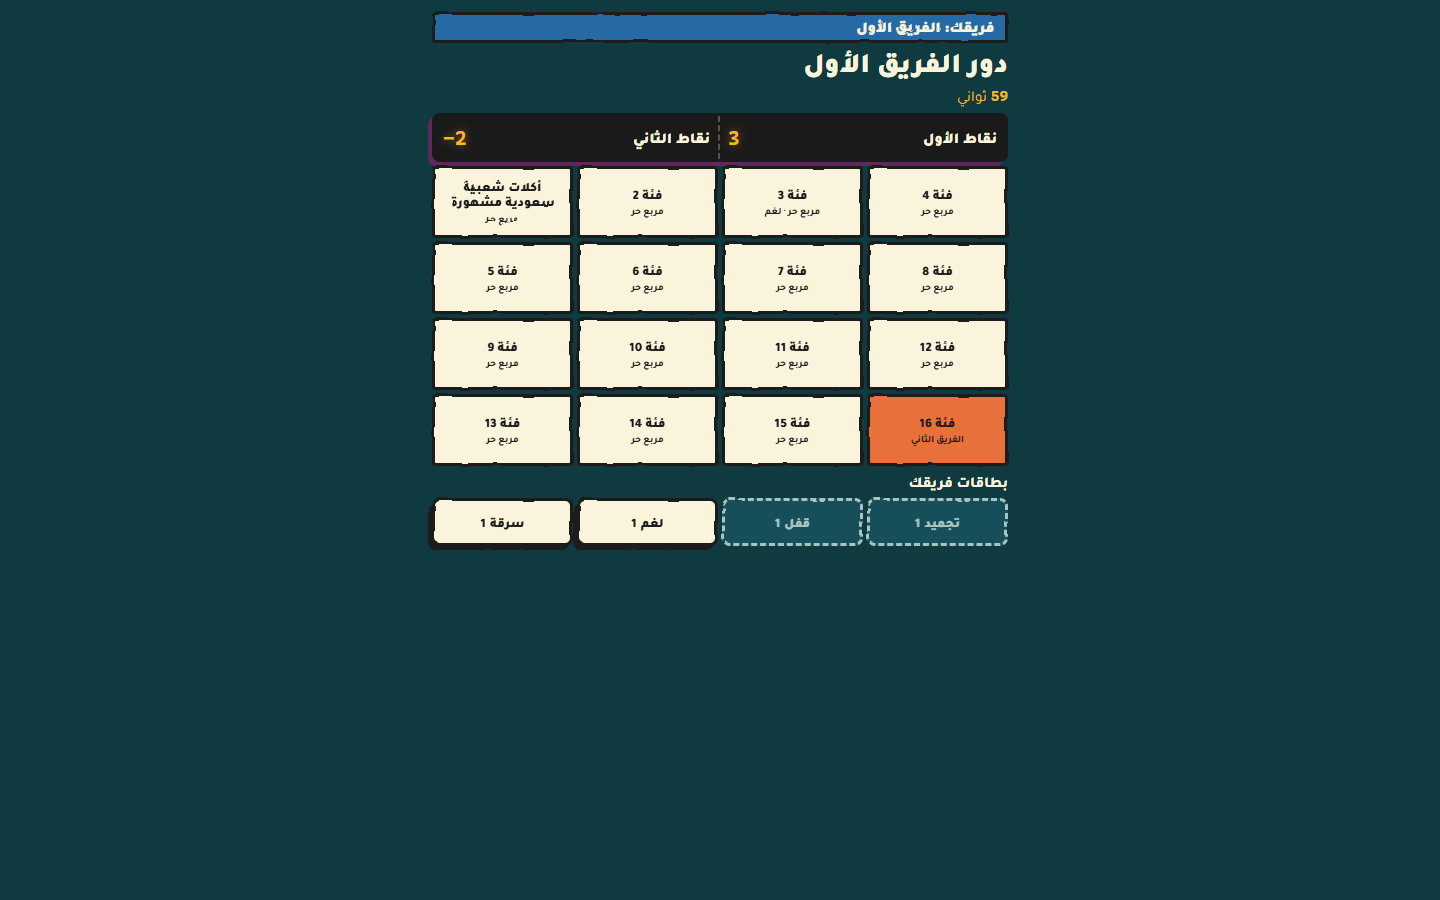 فريقك: الفريق الأول
دور الفريق الأول
59 ثواني
نقاط الأول 3
نقاط الثاني −2
فئة 4
مربع حر
فئة 3
مربع حر · لغم
فئة 2
مربع حر
أكلات شعبية
سعودية مشهورة
مربع حر
فئة 8
مربع حر
فئة 7
مربع حر
فئة 6
مربع حر
فئة 5
مربع حر
فئة 12
مربع حر
فئة 11
مربع حر
فئة 10
مربع حر
فئة 9
مربع حر
فئة 16
الفريق الثاني
فئة 15
مربع حر
فئة 14
مربع حر
فئة 13
مربع حر
بطاقات فريقك
تجميد 1
قفل 1
لغم 1
سرقة 1